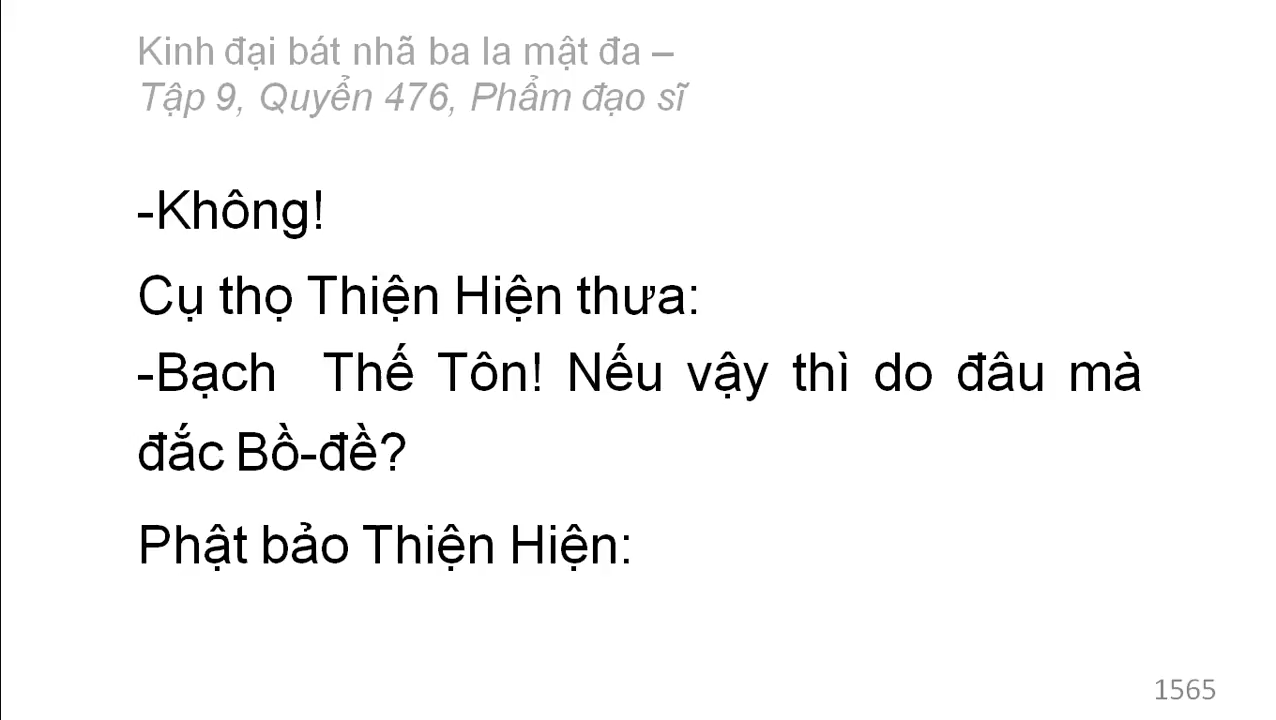 Kinh đại bát nhã ba la mật đa –
Tập 9, Quyển 476, Phẩm đạo sĩ
-Không!
Cụ thọ Thiện Hiện thưa:
-Bạch Thế Tôn! Nếu vậy thì do đâu mà
đắc Bồ-đề?
Phật bảo Thiện Hiện:
1565